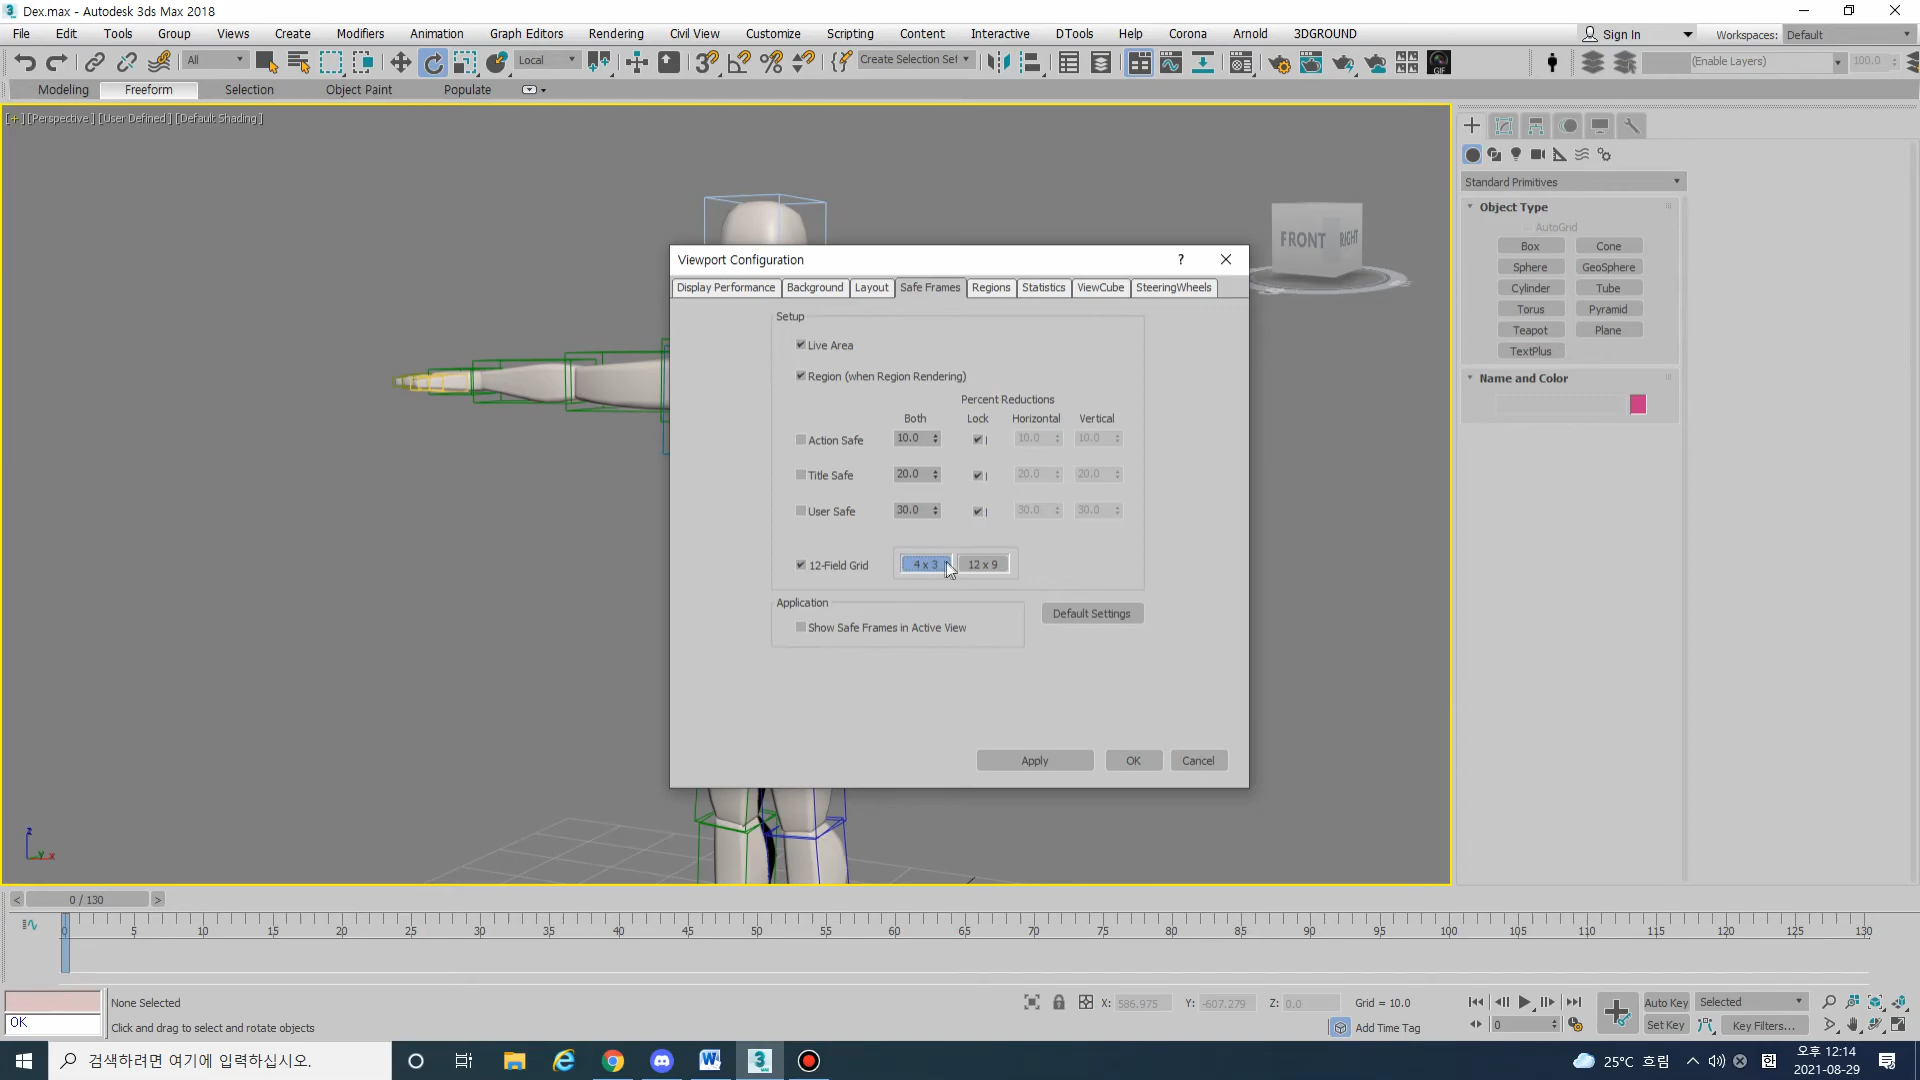 Dex.max - Autodesk 3ds Max 2018
File Edit Tools Group Views Create Modifiers Animation Graph Editors Rendering Civil View Customize Scripting Content Interactive DTools Help Corona Arnold 3DGROUND Sign In Workspaces: Default
All Local Create Selection Set GIF (Enable Layers) 100.0
Modeling Freeform Selection Object Paint Populate
[+] [Perspective] [User Defined] [Default Shading]
FRONT RIGHT
Standard Primitives
Object Type
AutoGrid
Box Cone
Sphere GeoSphere
Cylinder Tube
Torus Pyramid
Teapot Plane
TextPlus
Name and Color
Viewport Configuration ?
Display Performance Background Layout Safe Frames Regions Statistics ViewCube SteeringWheels
Setup
Live Area
Region (when Region Rendering)
Percent Reductions
Both Lock Horizontal Vertical
Action Safe 10.0 10.0 10.0
Title Safe 20.0 20.0 20.0
User Safe 30.0 30.0 30.0
12-Field Grid 4 x 3 12 x 9
Application
Show Safe Frames in Active View
Default Settings
Apply OK Cancel
z y x
< 0 / 130 >
0 5 10 15 20 25 30 35 40 45 50 55 60 65 70 75 80 85 90 95 100 105 110 115 120 125 130
None Selected X: 586.975 Y: -607.279 Z: 0.0 Grid = 10.0 Auto Key Selected
OK Click and drag to select and rotate objects Add Time Tag 0 Set Key Key Filters...
검색하려면 여기에 입력하십시오. 25°C 흐림 한 오후 12:14
2021-08-29